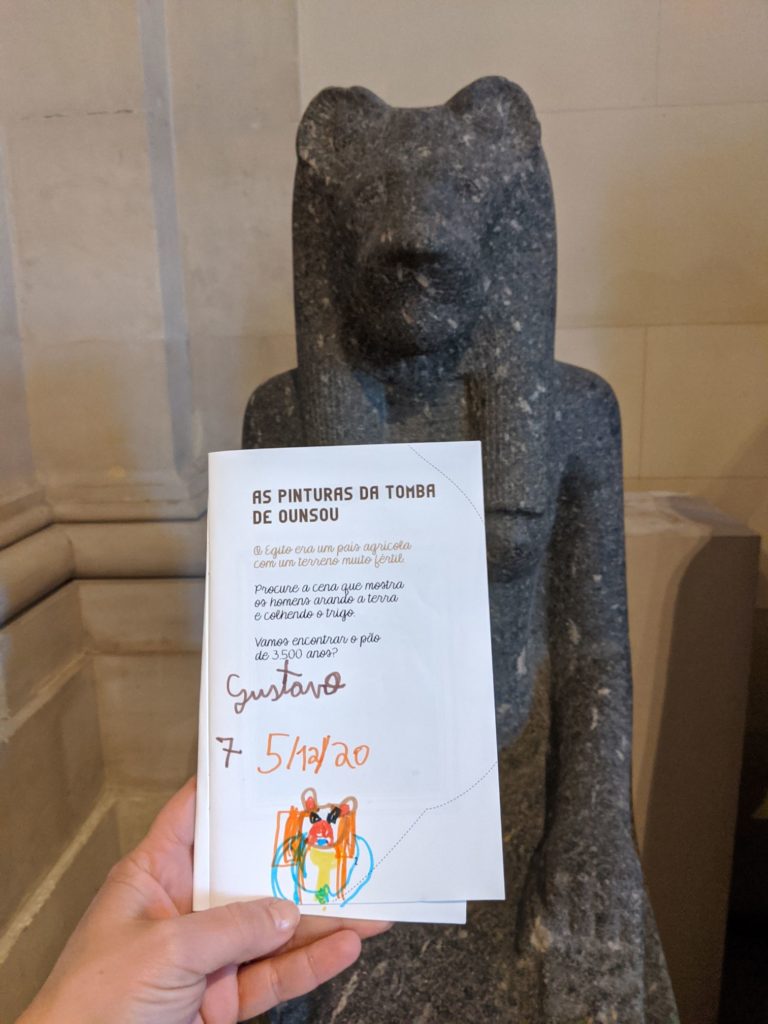 AS PINTURAS DA TOMBA
DE OUNSOU
O Egito era um país agrícola
com um terreno muito fértil.
Procure a cena que mostra
os homens arando a terra
e colhendo o trigo.
Vamos encontrar o pão
de 3.500 anos?
Gustavo
7 5/12/20